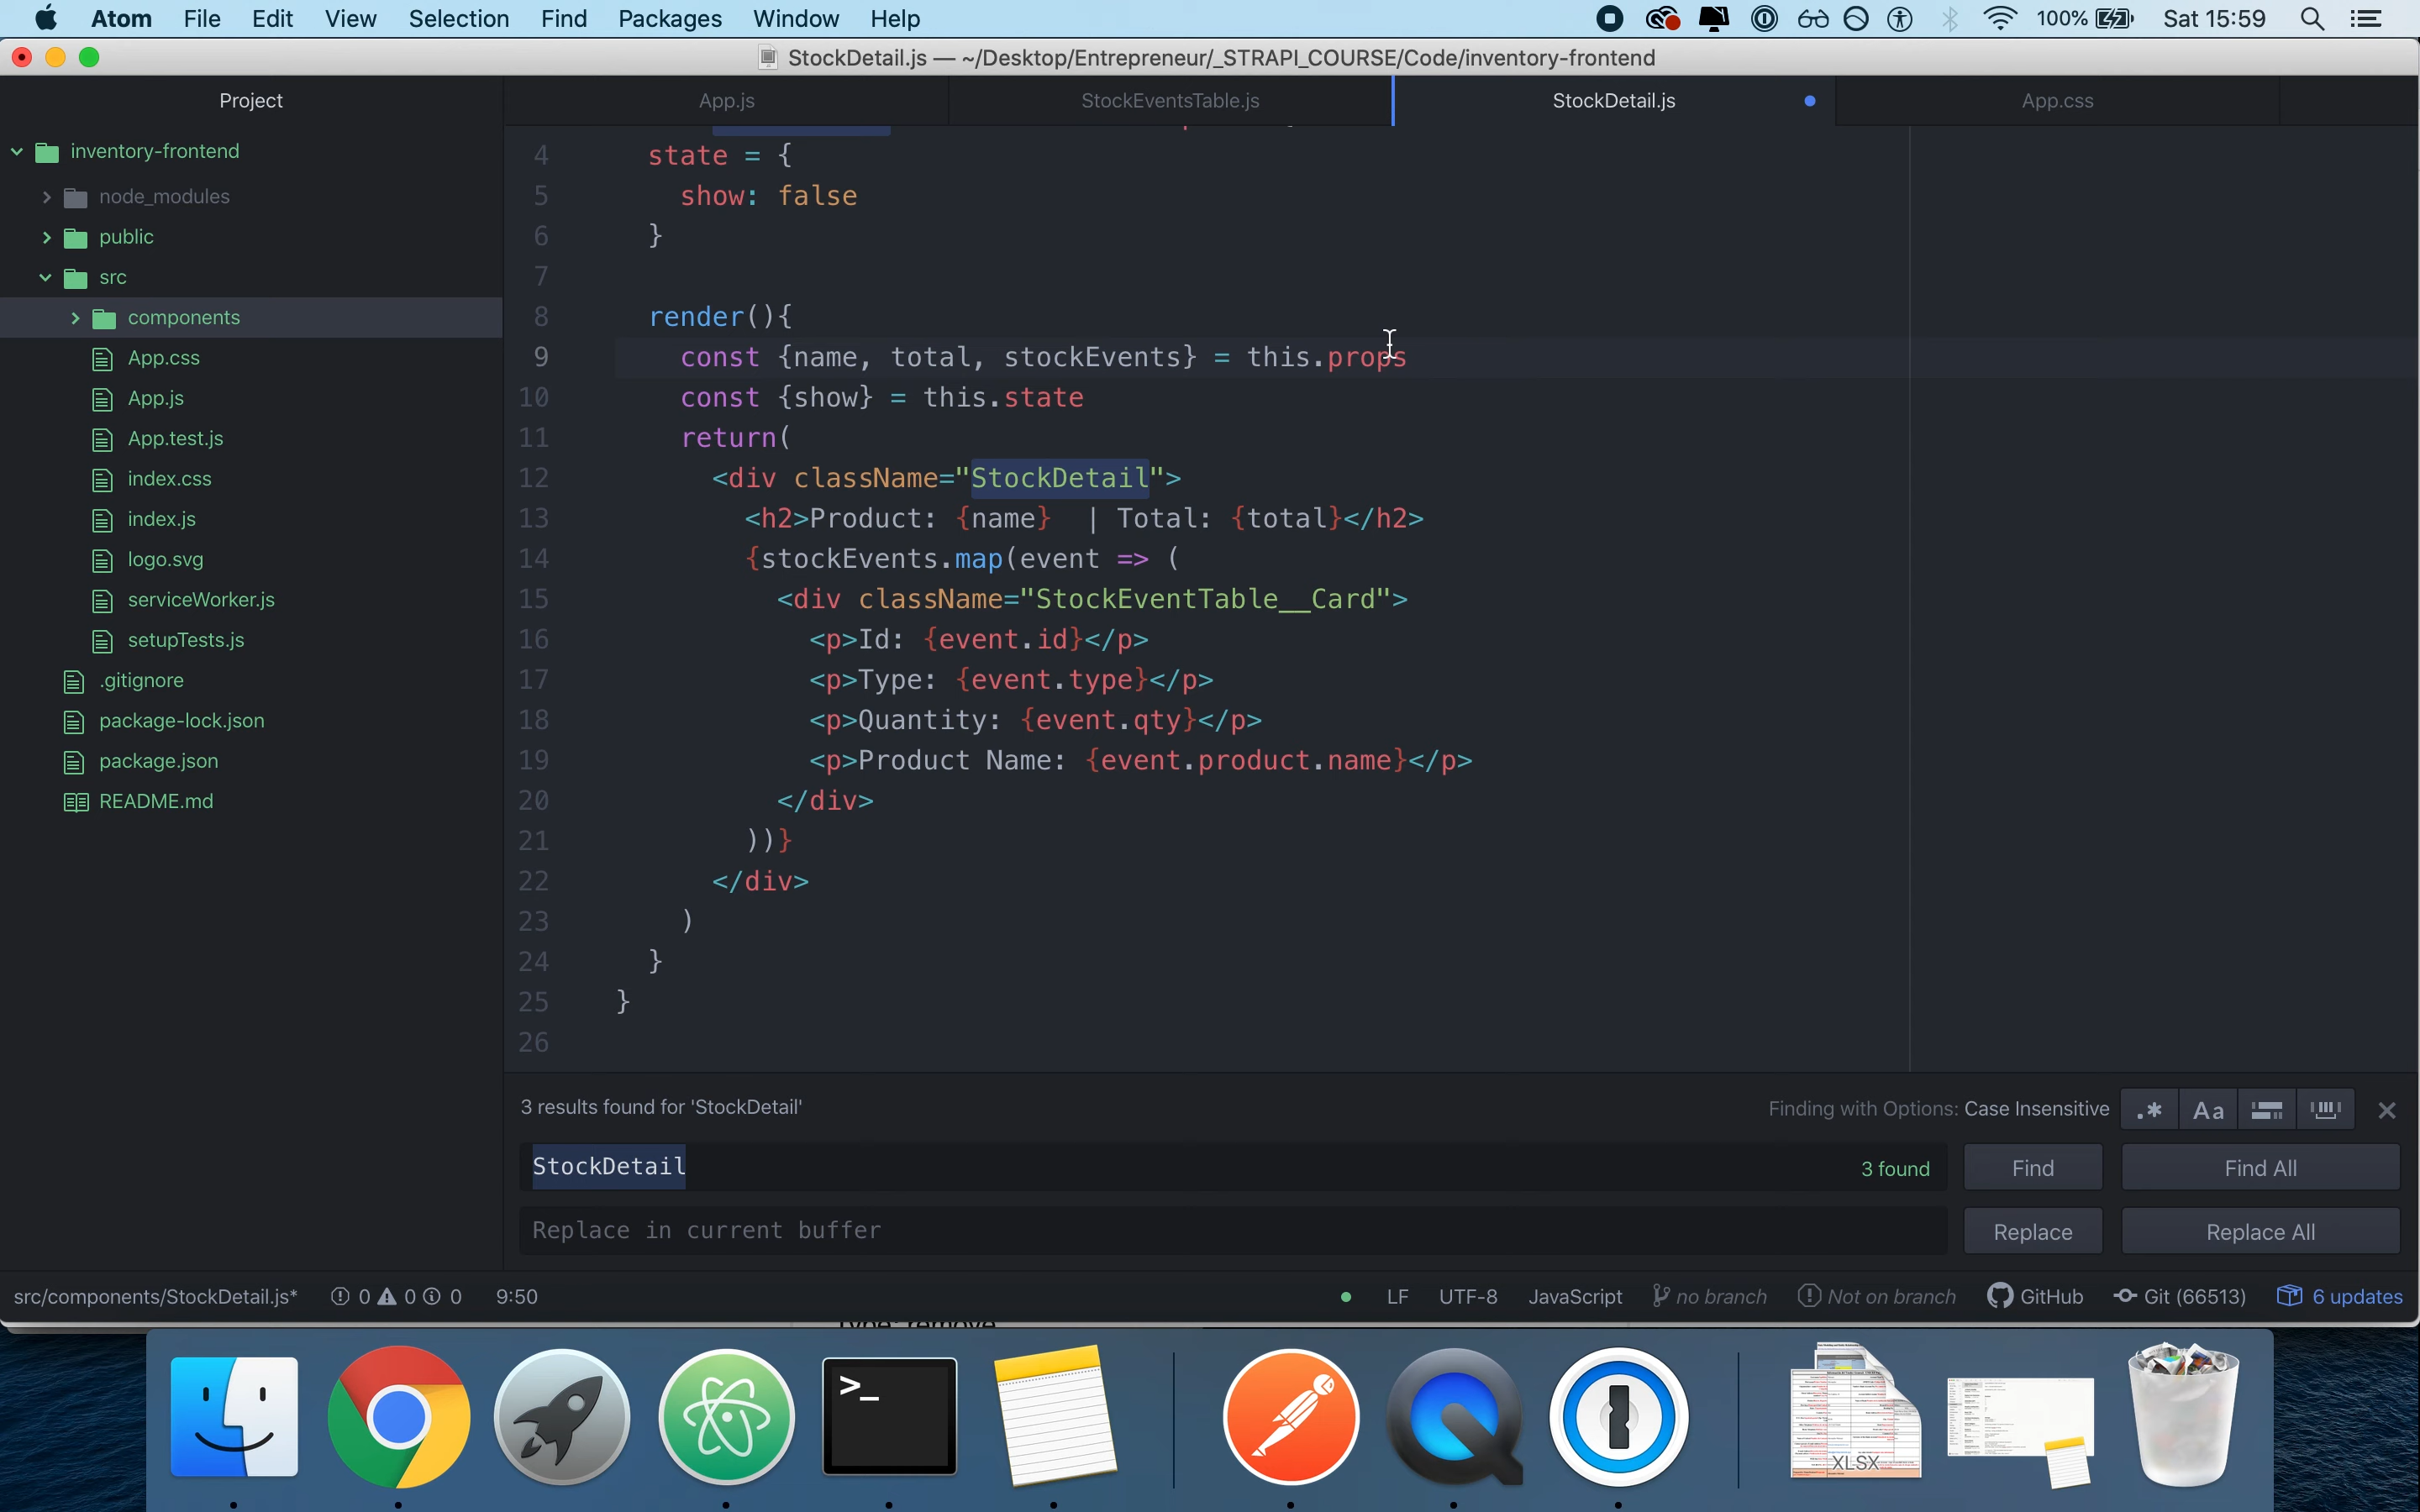 Atom File Edit View Selection Find Packages Window Help 100% Sat 15:59
StockDetail.js — ~/Desktop/Entrepreneur/_STRAPI_COURSE/Code/inventory-frontend
Project App.js StockEventsTable.js StockDetail.js App.css
inventory-frontend
node_modules
public
src
components
App.css
App.js
App.test.js
index.css
index.js
logo.svg
serviceWorker.js
setupTests.js
.gitignore
package-lock.json
package.json
README.md
4 state = {
5 show: false
6 }
7
8 render(){
9 const {name, total, stockEvents} = this.props
10 const {show} = this.state
11 return(
12 <div className="StockDetail">
13 <h2>Product: {name} | Total: {total}</h2>
14 {stockEvents.map(event => (
15 <div className="StockEventTable__Card">
16 <p>Id: {event.id}</p>
17 <p>Type: {event.type}</p>
18 <p>Quantity: {event.qty}</p>
19 <p>Product Name: {event.product.name}</p>
20 </div>
21 ))}
22 </div>
23 )
24 }
25 }
26
3 results found for 'StockDetail' Finding with Options: Case Insensitive .* Aa
StockDetail 3 found Find Find All
Replace in current buffer Replace Replace All
src/components/StockDetail.js* 0 0 0 9:50 LF UTF-8 JavaScript no branch Not on branch GitHub Git (66513) 6 updates
Type: remove
>_
XLSX